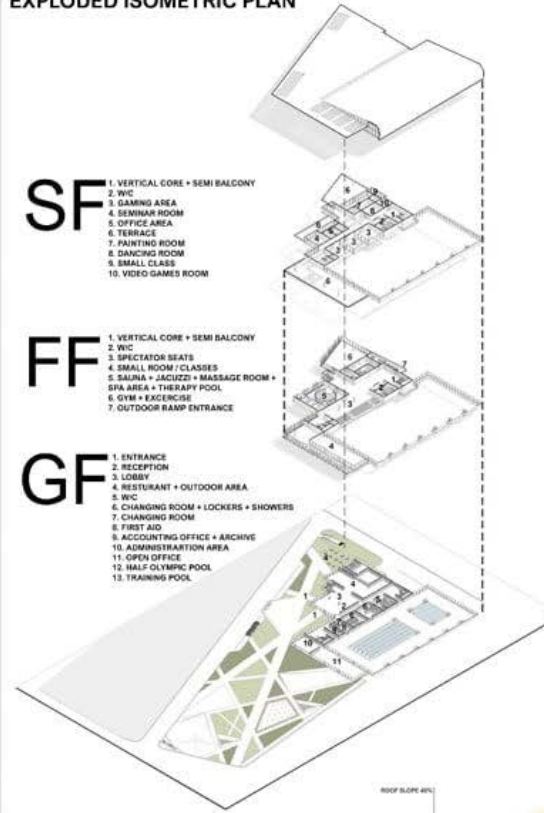 EXPLODED ISOMETRIC PLAN
SF
1. VERTICAL CORE + SEMI BALCONY
2. W/C
3. GAMING AREA
4. SEMINAR ROOM
5. OFFICE AREA
6. TERRACE
7. PAINTING ROOM
8. DANCING ROOM
9. SMALL CLASS
10. VIDEO GAMES ROOM
FF
1. VERTICAL CORE + SEMI BALCONY
2. W/C
3. SPECTATOR SEATS
4. SMALL ROOM / CLASSES
5. SAUNA + JACUZZI + MASSAGE ROOM +
SPA AREA + THERAPY POOL
6. GYM + EXCERCISE
7. OUTDOOR RAMP ENTRANCE
GF
1. ENTRANCE
2. RECEPTION
3. LOBBY
4. RESTURANT + OUTDOOR AREA
5. W/C
6. CHANGING ROOM + LOCKERS + SHOWERS
7. CHANGING ROOM
8. FIRST AID
9. ACCOUNTING OFFICE + ARCHIVE
10. ADMINISTRARTION AREA
11. OPEN OFFICE
12. HALF OLYMPIC POOL
13. TRAINING POOL
ROOF SLOPE 40%